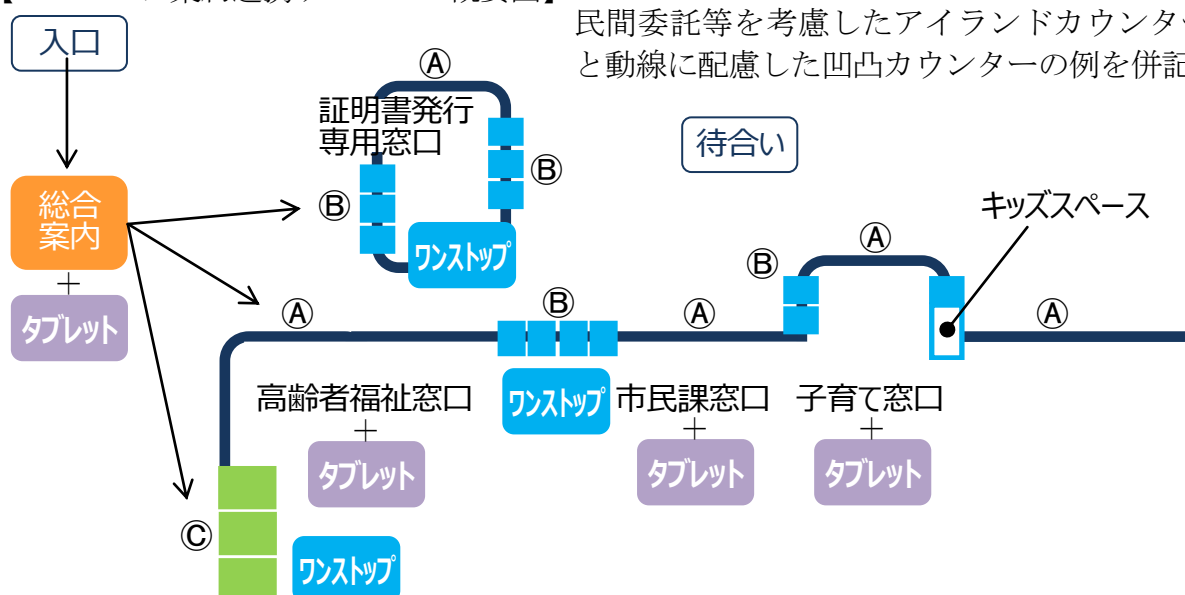 民間委託等を考慮したアイランドカウンター
と動線に配慮した凹凸カウンターの例を併記
入口
Ⓐ
証明書発行
専用窓口
待合い
Ⓑ
Ⓑ
総合
案内
＋
タブレット
ワンストップ
キッズスペース
Ⓐ
Ⓑ
Ⓐ
Ⓑ
Ⓐ
Ⓐ
高齢者福祉窓口
＋
タブレット
ワンストップ
市民課窓口
＋
タブレット
子育て窓口
＋
タブレット
Ⓒ
ワンストップ